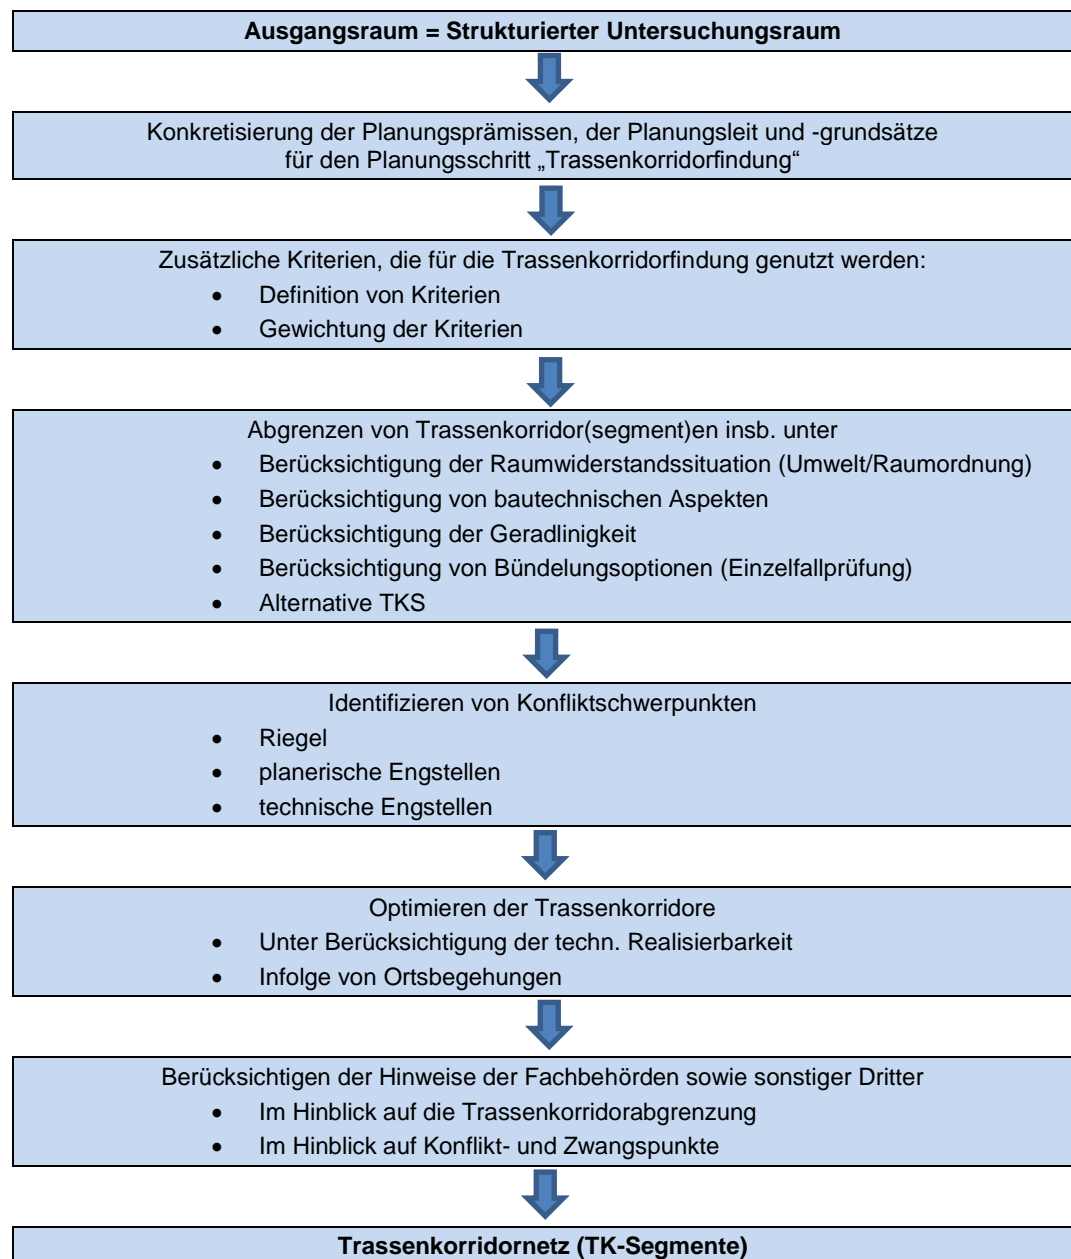 Ausgangsraum = Strukturierter Untersuchungsraum
Konkretisierung der Planungsprämissen, der Planungsleit und -grundsätze
für den Planungsschritt „Trassenkorridorfindung“
Zusätzliche Kriterien, die für die Trassenkorridorfindung genutzt werden:
• Definition von Kriterien
• Gewichtung der Kriterien
Abgrenzen von Trassenkorridor(segment)en insb. unter
• Berücksichtigung der Raumwiderstandssituation (Umwelt/Raumordnung)
• Berücksichtigung von bautechnischen Aspekten
• Berücksichtigung der Geradlinigkeit
• Berücksichtigung von Bündelungsoptionen (Einzelfallprüfung)
• Alternative TKS
Identifizieren von Konfliktschwerpunkten
• Riegel
• planerische Engstellen
• technische Engstellen
Optimieren der Trassenkorridore
• Unter Berücksichtigung der techn. Realisierbarkeit
• Infolge von Ortsbegehungen
Berücksichtigen der Hinweise der Fachbehörden sowie sonstiger Dritter
• Im Hinblick auf die Trassenkorridorabgrenzung
• Im Hinblick auf Konflikt- und Zwangspunkte
Trassenkorridornetz (TK-Segmente)